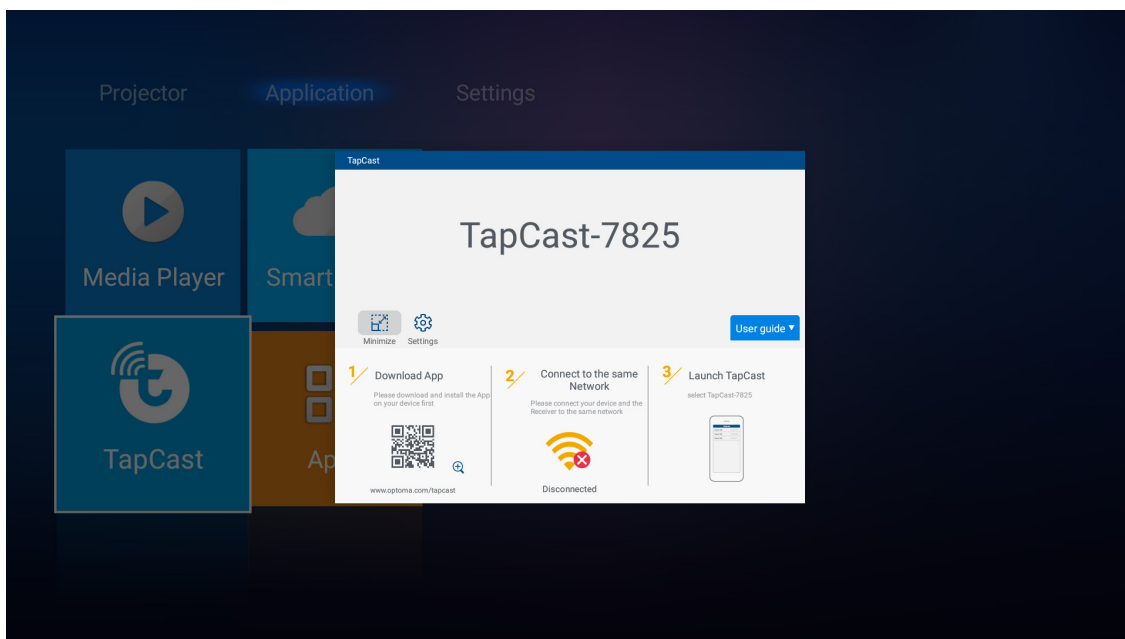 Projector
Application
Settings
Media Player
Smart
TapCast
Ap
TapCast
TapCast-7825
Minimize
Settings
User guide
1
Download App
Please download and install the App
on your device first
www.optoma.com/tapcast
2
Connect to the same
Network
Please connect your device and the
Receiver to the same network
Disconnected
3
Launch TapCast
select TapCast-7825